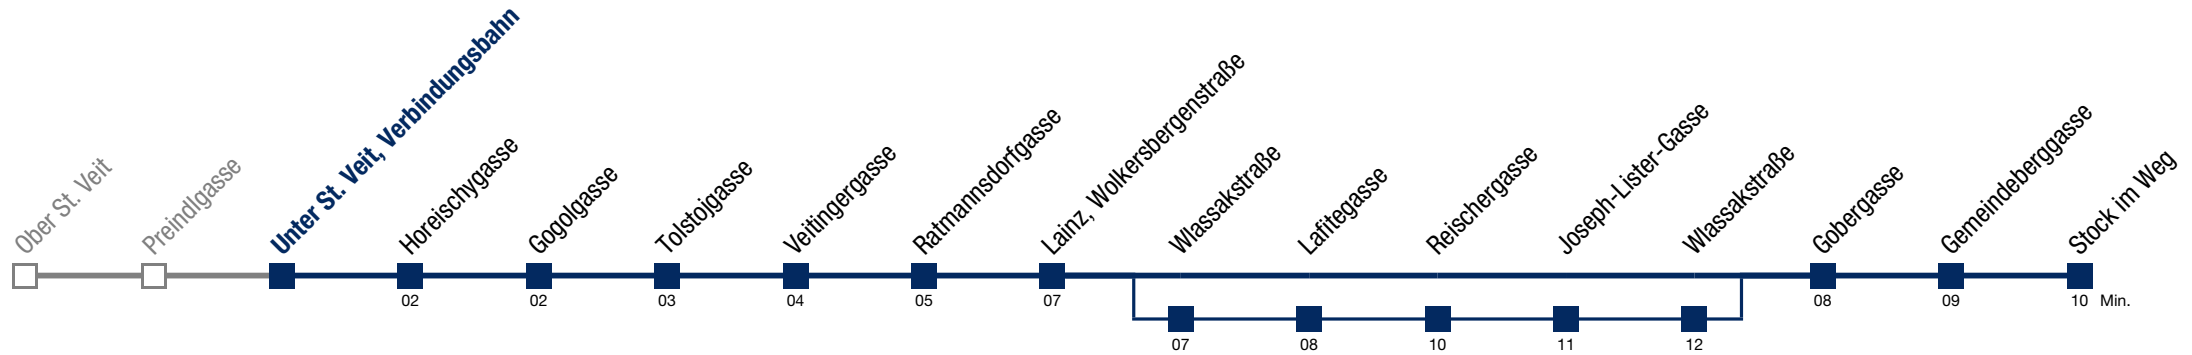 Ober St. Veit
Preindlgasse
Unter St. Veit, Verbindungsbahn
Horeischygasse
Gogolgasse
Tolstojgasse
Veitingergasse
Ratmannsdorfgasse
Lainz, Wolkersbergenstraße
Wlassakstraße
Lafitegasse
Reischergasse
Joseph-Lister-Gasse
Wlassakstraße
Gobergasse
Gemeindeberggasse
Stock im Weg
02
02
03
04
05
07
08
09
10 Min.
07
08
10
11
12